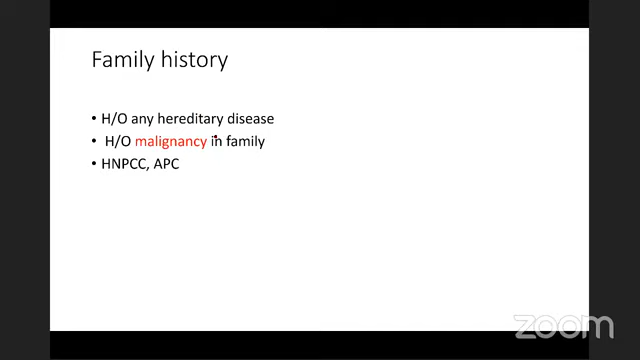 Family history
• H/O any hereditary disease
• H/O malignancy in family
• HNPCC, APC
zoom